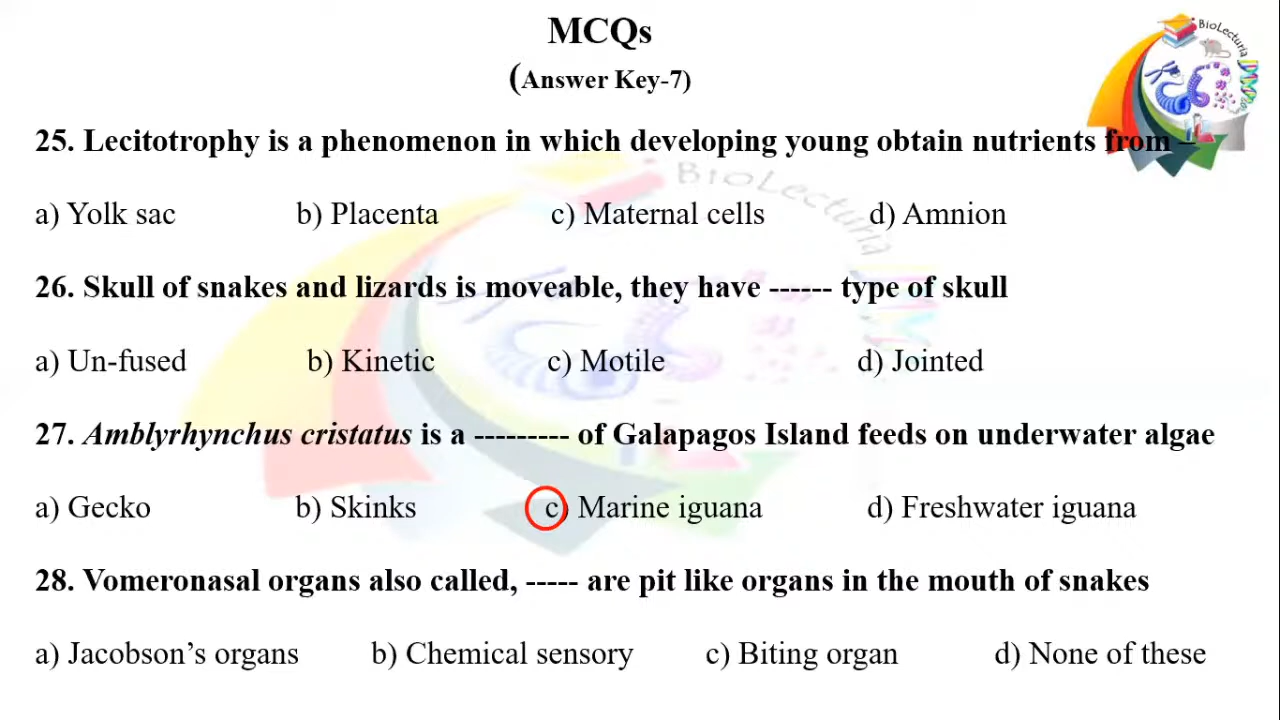 MCQs
(Answer Key-7)
BioLecturia
25. Lecitotrophy is a phenomenon in which developing young obtain nutrients from –
BioLecturia
a) Yolk sac b) Placenta c) Maternal cells d) Amnion
26. Skull of snakes and lizards is moveable, they have ------ type of skull
a) Un-fused b) Kinetic c) Motile d) Jointed
27. Amblyrhynchus cristatus is a --------- of Galapagos Island feeds on underwater algae
a) Gecko b) Skinks c) Marine iguana d) Freshwater iguana
28. Vomeronasal organs also called, ----- are pit like organs in the mouth of snakes
a) Jacobson’s organs b) Chemical sensory c) Biting organ d) None of these